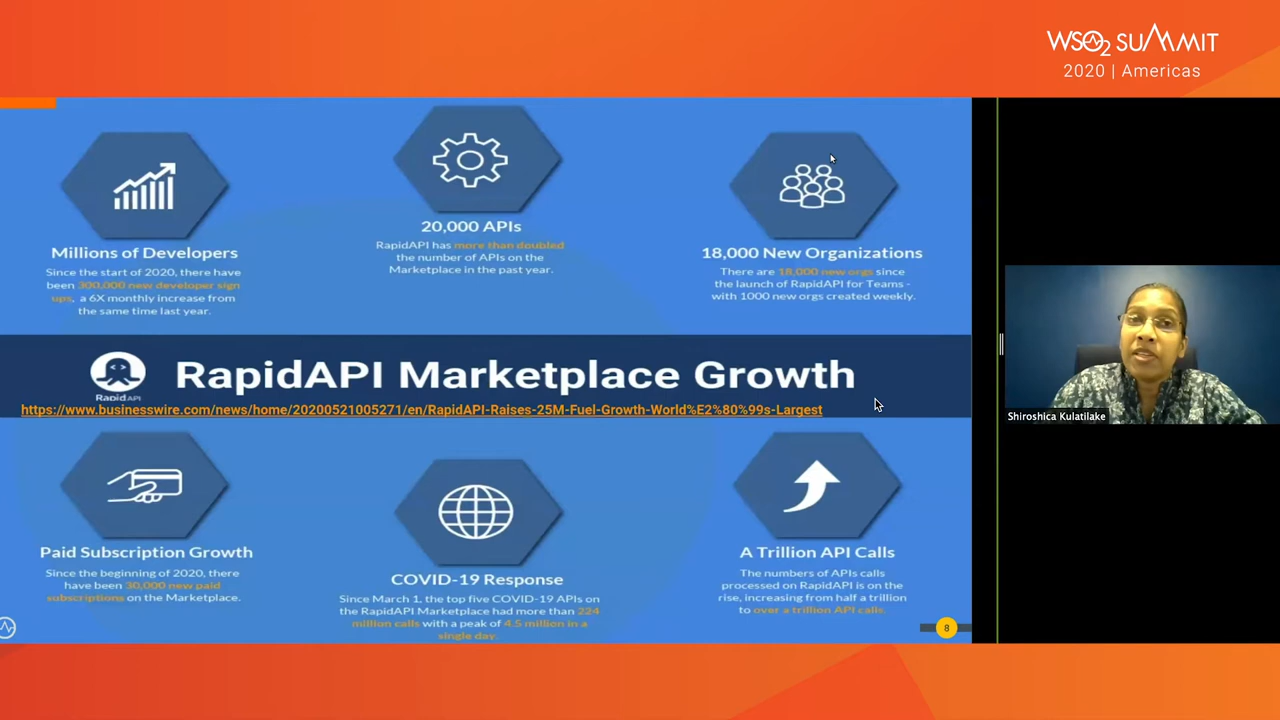 WSO2 SUMMIT
2020 | Americas
Millions of Developers
Since the start of 2020, there have
been 300,000 new developer sign
ups, a 6X monthly increase from
the same time last year.
20,000 APIs
RapidAPI has more than doubled
the number of APIs on the
Marketplace in the past year.
18,000 New Organizations
There are 18,000 new orgs since
the launch of RapidAPI for Teams -
with 1000 new orgs created weekly.
Rapid API
RapidAPI Marketplace Growth
https://www.businesswire.com/news/home/20200521005271/en/RapidAPI-Raises-25M-Fuel-Growth-World%E2%80%99s-Largest
Paid Subscription Growth
Since the beginning of 2020, there
have been 30,000 new paid
subscriptions on the Marketplace.
COVID-19 Response
Since March 1, the top five COVID-19 APIs on
the RapidAPI Marketplace had more than 224
million calls with a peak of 4.5 million in a
single day.
A Trillion API Calls
The numbers of APIs calls
processed on RapidAPI is on the
rise, increasing from half a trillion
to over a trillion API calls.
8
Shiroshica Kulatilake